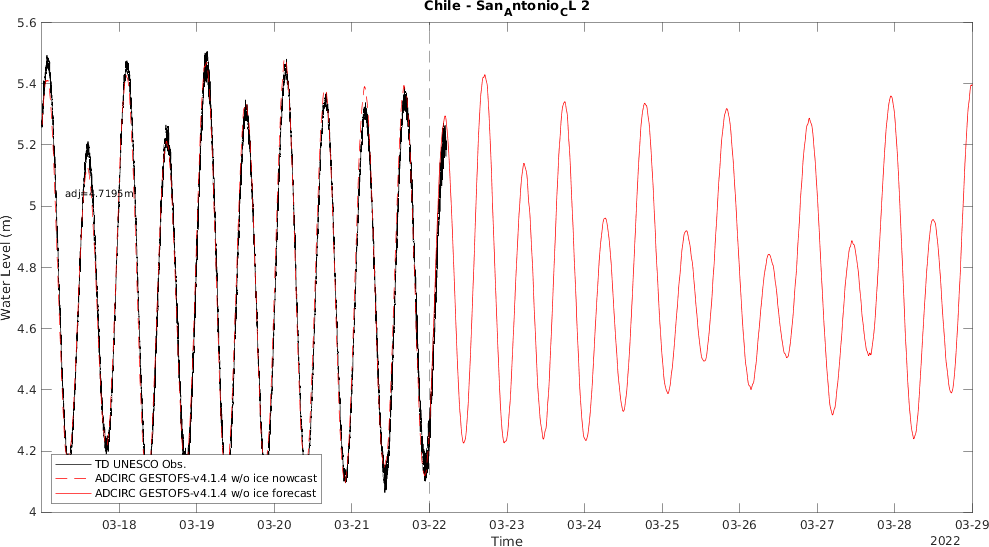 Chile - SanAntonioCL 2
5.6
5.4
5.2
5
4.8
4.6
4.4
4.2
4
Water Level (m)
adj=4.7195m
TD UNESCO Obs.
ADCIRC GESTOFS-v4.1.4 w/o ice nowcast
ADCIRC GESTOFS-v4.1.4 w/o ice forecast
03-18 03-19 03-20 03-21 03-22 03-23 03-24 03-25 03-26 03-27 03-28 03-29
Time
2022